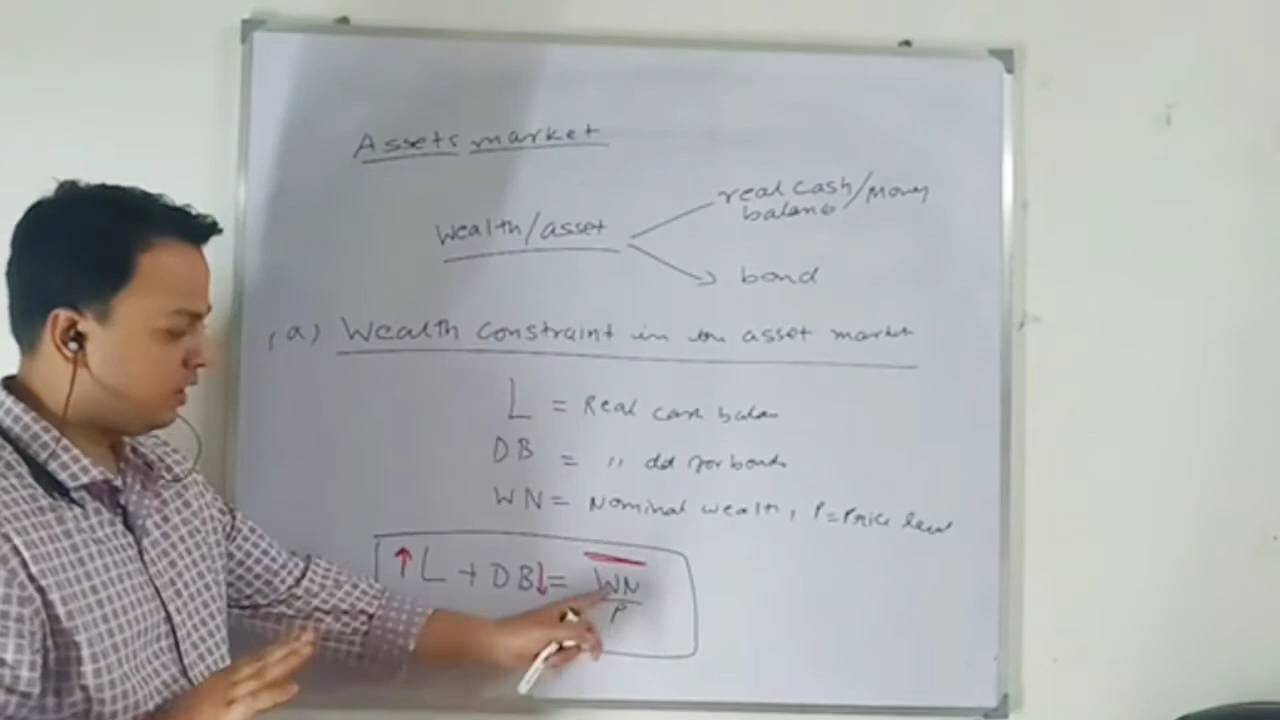 Assets market
Wealth/asset
real cash/money
balance
bond
(a) Wealth constraint in the asset market
L = Real cash balan
DB = " dd for bonds
WN = Nominal wealth, P = Price level
↑L + DB↓ = WN
P